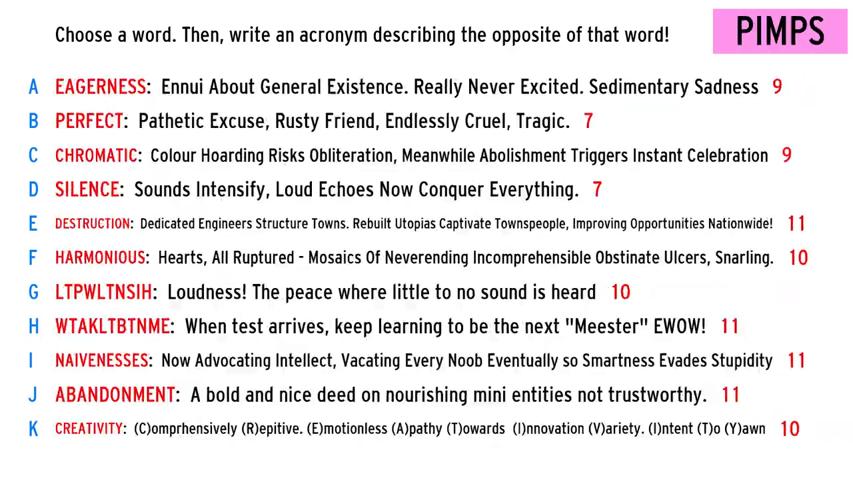 Choose a word. Then, write an acronym describing the opposite of that word!
PIMPS
A EAGERNESS: Ennui About General Existence. Really Never Excited. Sedimentary Sadness 9
B PERFECT: Pathetic Excuse, Rusty Friend, Endlessly Cruel, Tragic. 7
C CHROMATIC: Colour Hoarding Risks Obliteration, Meanwhile Abolishment Triggers Instant Celebration 9
D SILENCE: Sounds Intensify, Loud Echoes Now Conquer Everything. 7
E DESTRUCTION: Dedicated Engineers Structure Towns. Rebuilt Utopias Captivate Townspeople, Improving Opportunities Nationwide! 11
F HARMONIOUS: Hearts, All Ruptured - Mosaics Of Neverending Incomprehensible Obstinate Ulcers, Snarling. 10
G LTPWLTNSIH: Loudness! The peace where little to no sound is heard 10
H WTAKLTBTNME: When test arrives, keep learning to be the next "Meester" EWOW! 11
I NAIVENESSES: Now Advocating Intellect, Vacating Every Noob Eventually so Smartness Evades Stupidity 11
J ABANDONMENT: A bold and nice deed on nourishing mini entities not trustworthy. 11
K CREATIVITY: (C)omprhensively (R)epitive. (E)motionless (A)pathy (T)owards (I)nnovation (V)ariety. (I)ntent (T)o (Y)awn 10